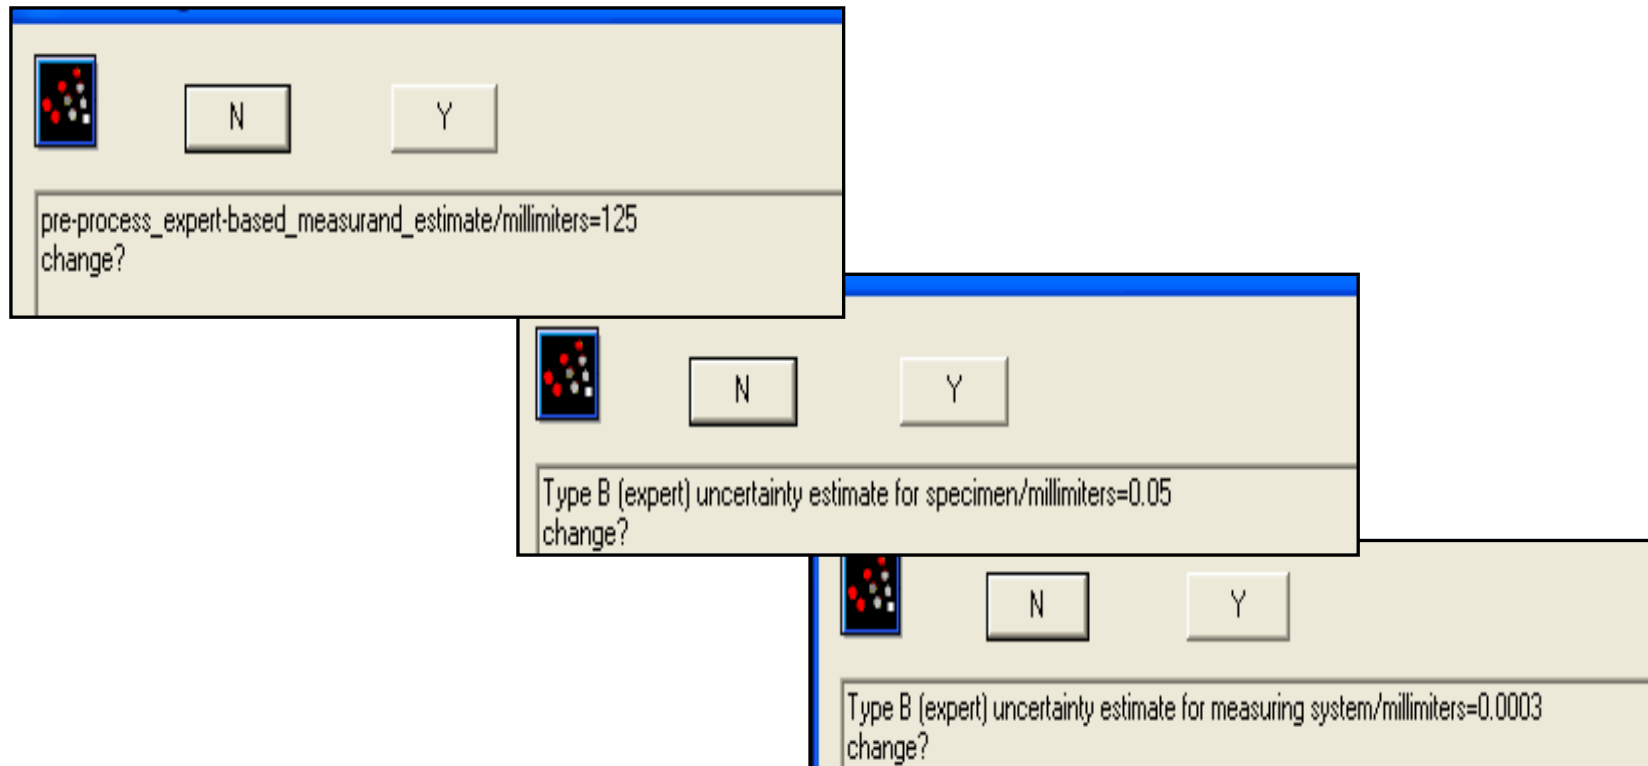 N Y
pre-process_expert-based_measurand_estimate/millimiters=125
change?
N Y
Type B (expert) uncertainty estimate for specimen/millimiters=0.05
change?
N Y
Type B (expert) uncertainty estimate for measuring system/millimiters=0.0003
change?